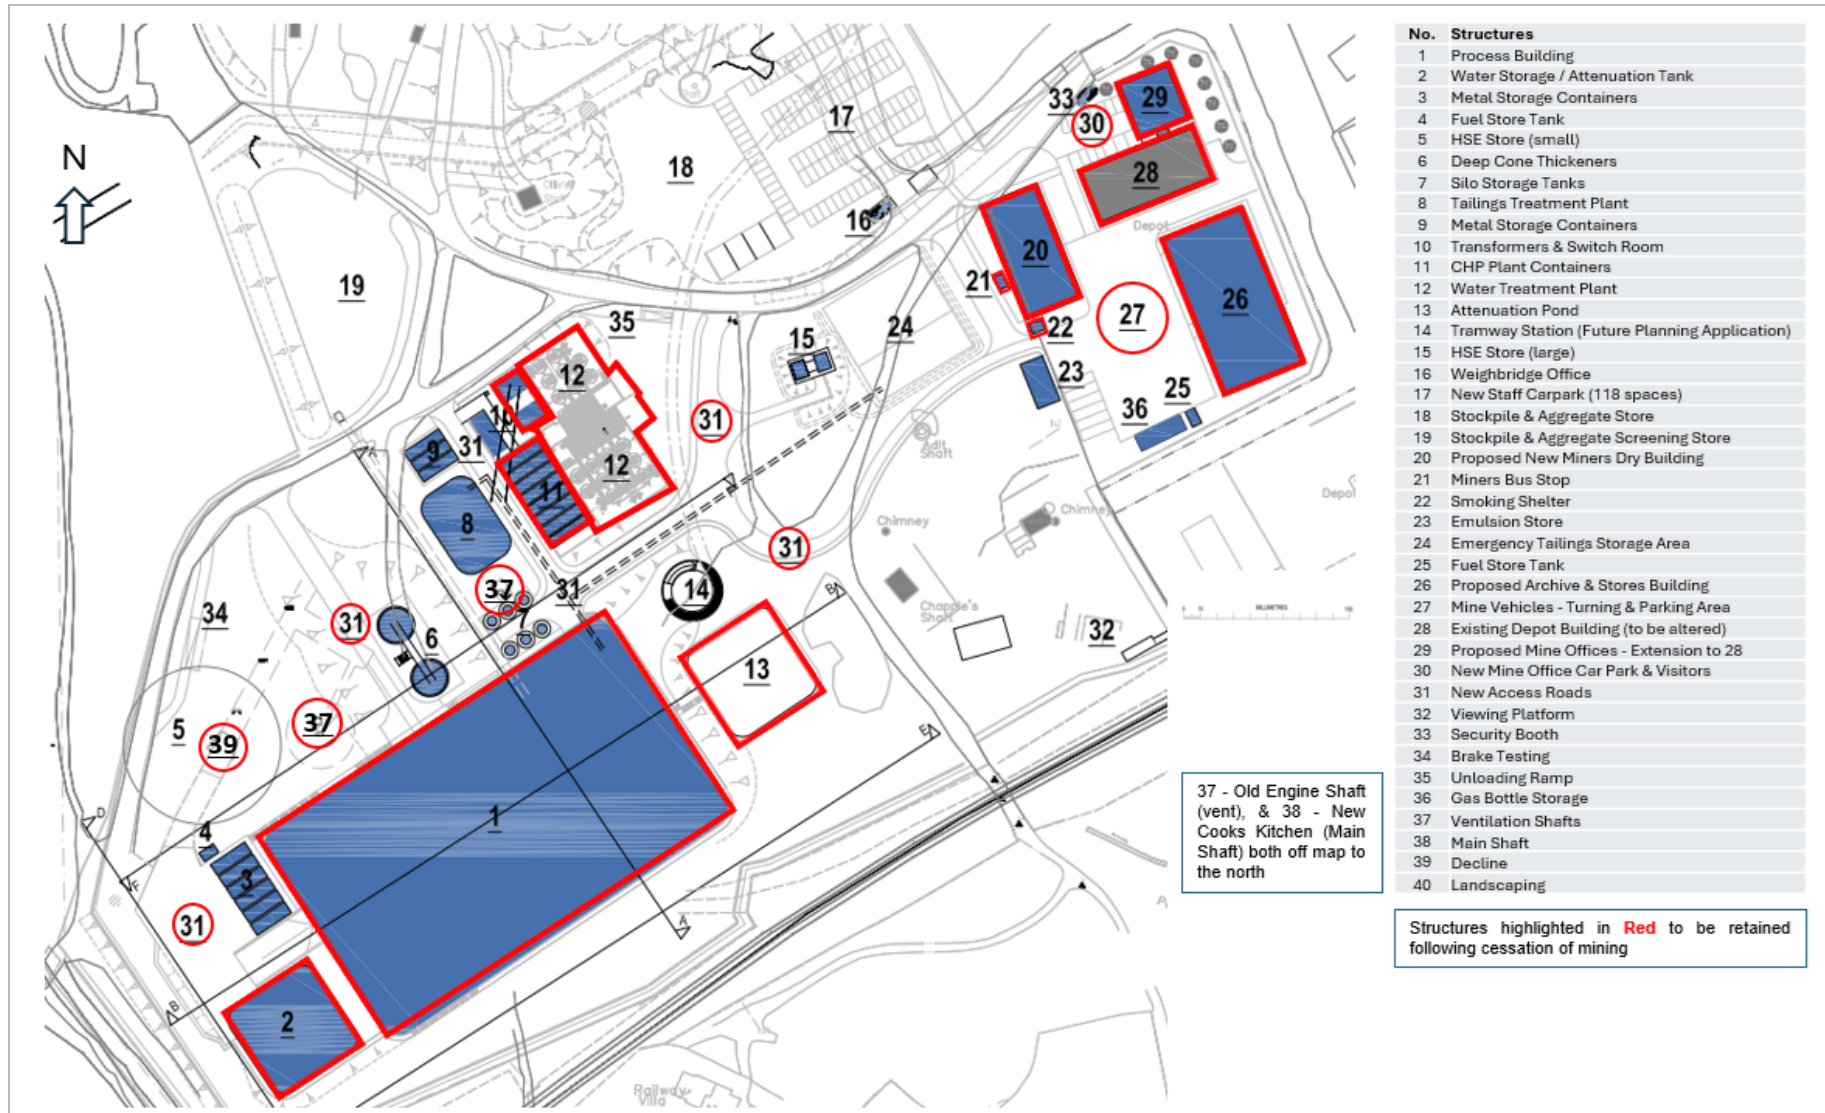 N
33
29
30
17
28
18
16
Depot
20
19
21
27
26
35
24
22
15
12
23
25
31
36
10
31
9
12
Adit
Shaft
11
A
8
Chimney
Chimney
Depot
31
37
31
14
B
34
31
7
6
Chapple's
Shaft
32
13
MILLIMETRES
37
5
39
E
1
D
4
F
3
31
A
B
2
Railway
Villa
No. Structures
1 Process Building
2 Water Storage / Attenuation Tank
3 Metal Storage Containers
4 Fuel Store Tank
5 HSE Store (small)
6 Deep Cone Thickeners
7 Silo Storage Tanks
8 Tailings Treatment Plant
9 Metal Storage Containers
10 Transformers & Switch Room
11 CHP Plant Containers
12 Water Treatment Plant
13 Attenuation Pond
14 Tramway Station (Future Planning Application)
15 HSE Store (large)
16 Weighbridge Office
17 New Staff Carpark (118 spaces)
18 Stockpile & Aggregate Store
19 Stockpile & Aggregate Screening Store
20 Proposed New Miners Dry Building
21 Miners Bus Stop
22 Smoking Shelter
23 Emulsion Store
24 Emergency Tailings Storage Area
25 Fuel Store Tank
26 Proposed Archive & Stores Building
27 Mine Vehicles - Turning & Parking Area
28 Existing Depot Building (to be altered)
29 Proposed Mine Offices - Extension to 28
30 New Mine Office Car Park & Visitors
31 New Access Roads
32 Viewing Platform
33 Security Booth
34 Brake Testing
35 Unloading Ramp
36 Gas Bottle Storage
37 Ventilation Shafts
38 Main Shaft
39 Decline
40 Landscaping
37 - Old Engine Shaft
(vent), & 38 - New
Cooks Kitchen (Main
Shaft) both off map to
the north
Structures highlighted in Red to be retained
following cessation of mining